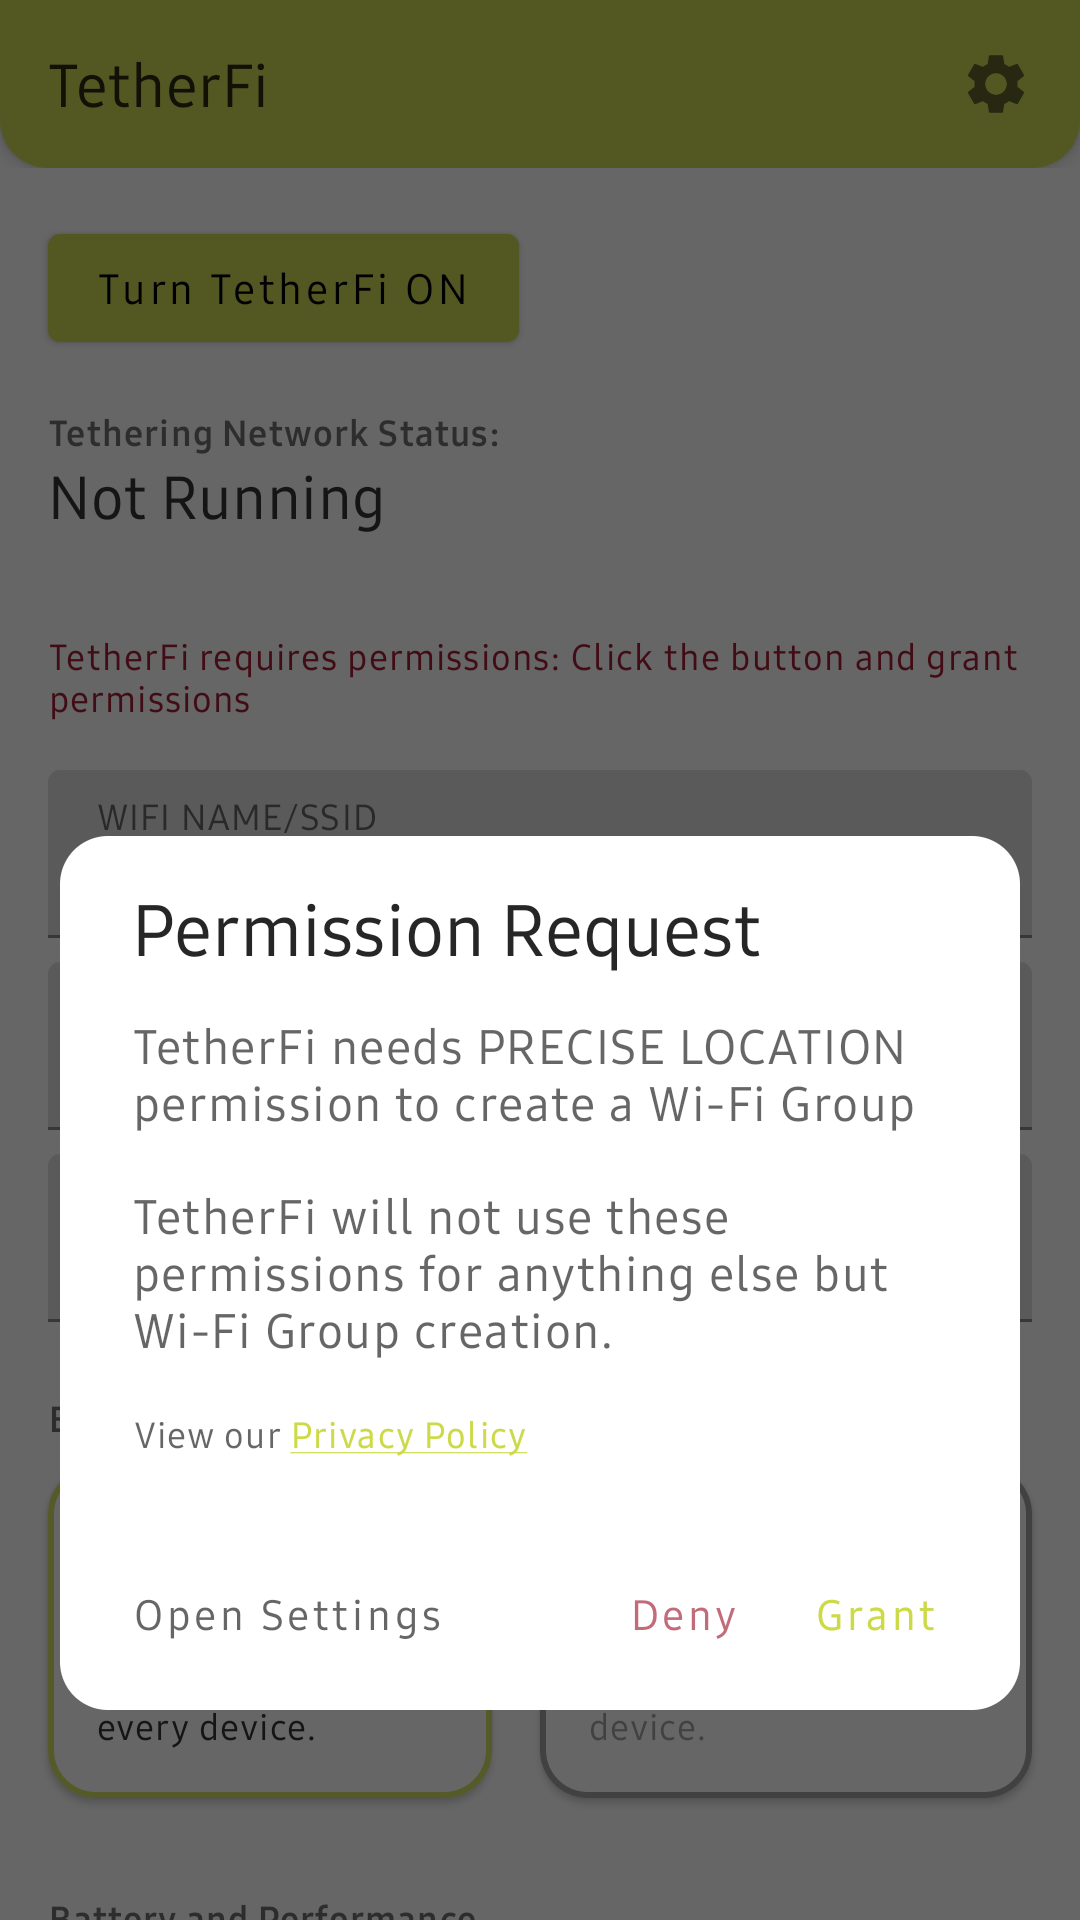 TetherFi
Turn TetherFi ON
Tethering Network Status:
Not Running
TetherFi requires permissions: Click the button and grant
permissions
WIFI NAME/SSID
Permission Request
TetherFi needs PRECISE LOCATION
permission to create a Wi-Fi Group
TetherFi will not use these
permissions for anything else but
Wi-Fi Group creation.
View our Privacy Policy
Open Settings
Deny
Grant
every device.
device.
Battery and Performance